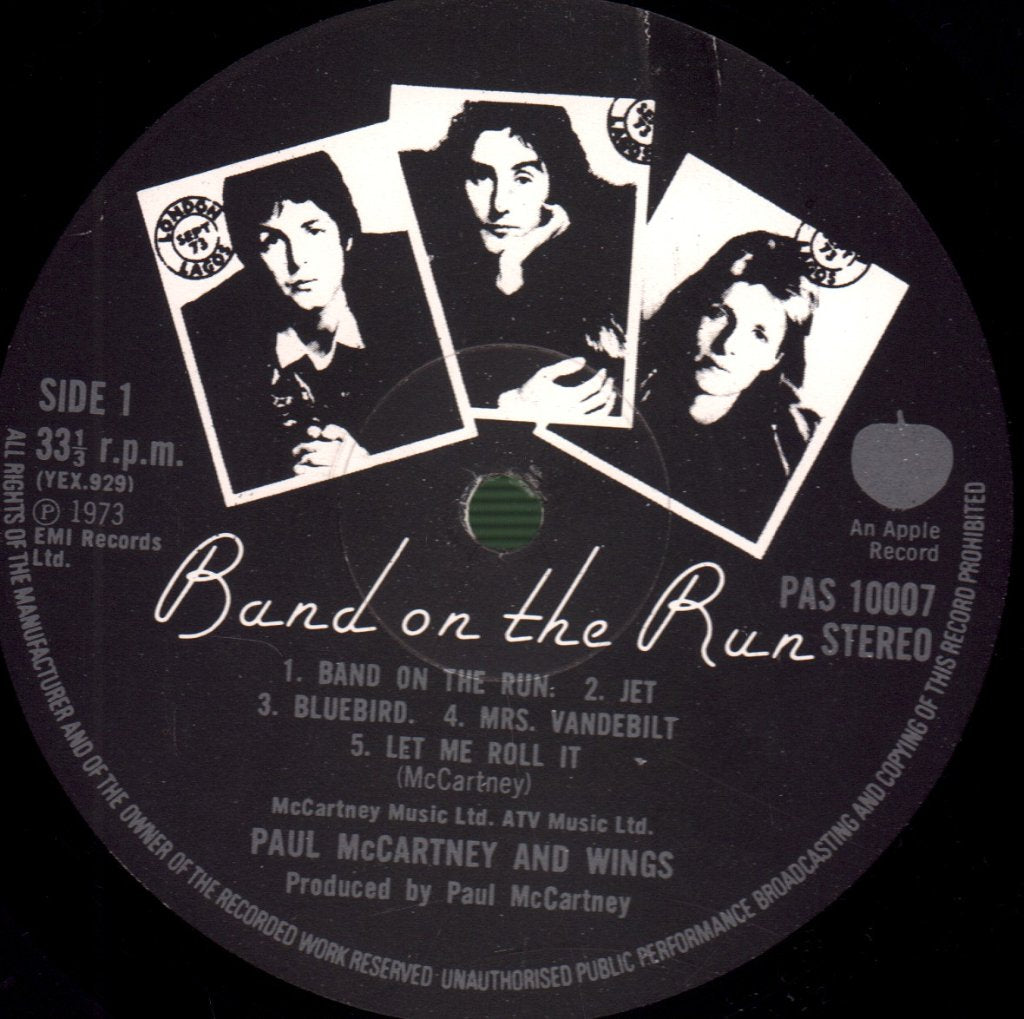 LONDON
SEPT
73
LAGOS
SIDE 1
33⅓ r.p.m.
(YEX.929)
℗ 1973
EMI Records
Ltd.
An Apple
Record
PAS 10007
STEREO
Band on the Run
1. BAND ON THE RUN. 2. JET
3. BLUEBIRD. 4. MRS. VANDEBILT
5. LET ME ROLL IT
(McCartney)
McCartney Music Ltd. ATV Music Ltd.
PAUL McCARTNEY AND WINGS
Produced by Paul McCartney
ALL RIGHTS OF THE MANUFACTURER AND OF THE OWNER OF THE RECORDED WORK RESERVED UNAUTHORISED PUBLIC PERFORMANCE BROADCASTING AND COPYING OF THIS RECORD PROHIBITED